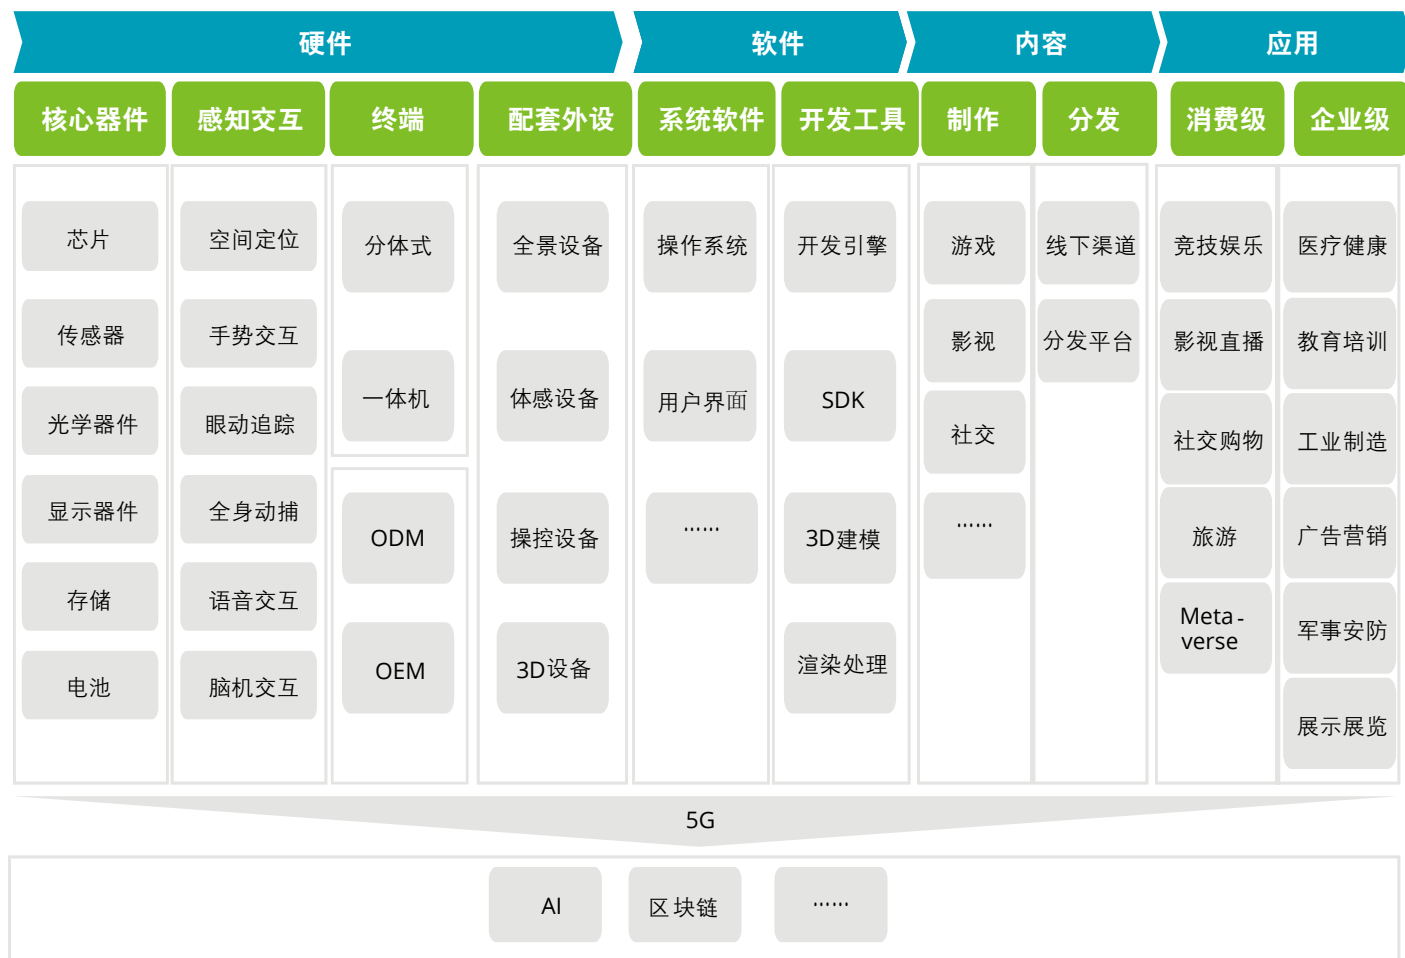 硬件
软件
内容
应用
核心器件
感知交互
终端
配套外设
系统软件
开发工具
制作
分发
消费级
企业级
芯片
传感器
光学器件
显示器件
存储
电池
空间定位
手势交互
眼动追踪
全身动捕
语音交互
脑机交互
分体式
一体机
ODM
OEM
全景设备
体感设备
操控设备
3D设备
操作系统
用户界面
……
开发引擎
SDK
3D建模
渲染处理
游戏
影视
社交
……
线下渠道
分发平台
竞技娱乐
影视直播
社交购物
旅游
Meta-
verse
医疗健康
教育培训
工业制造
广告营销
军事安防
展示展览
5G
AI
区块链
……